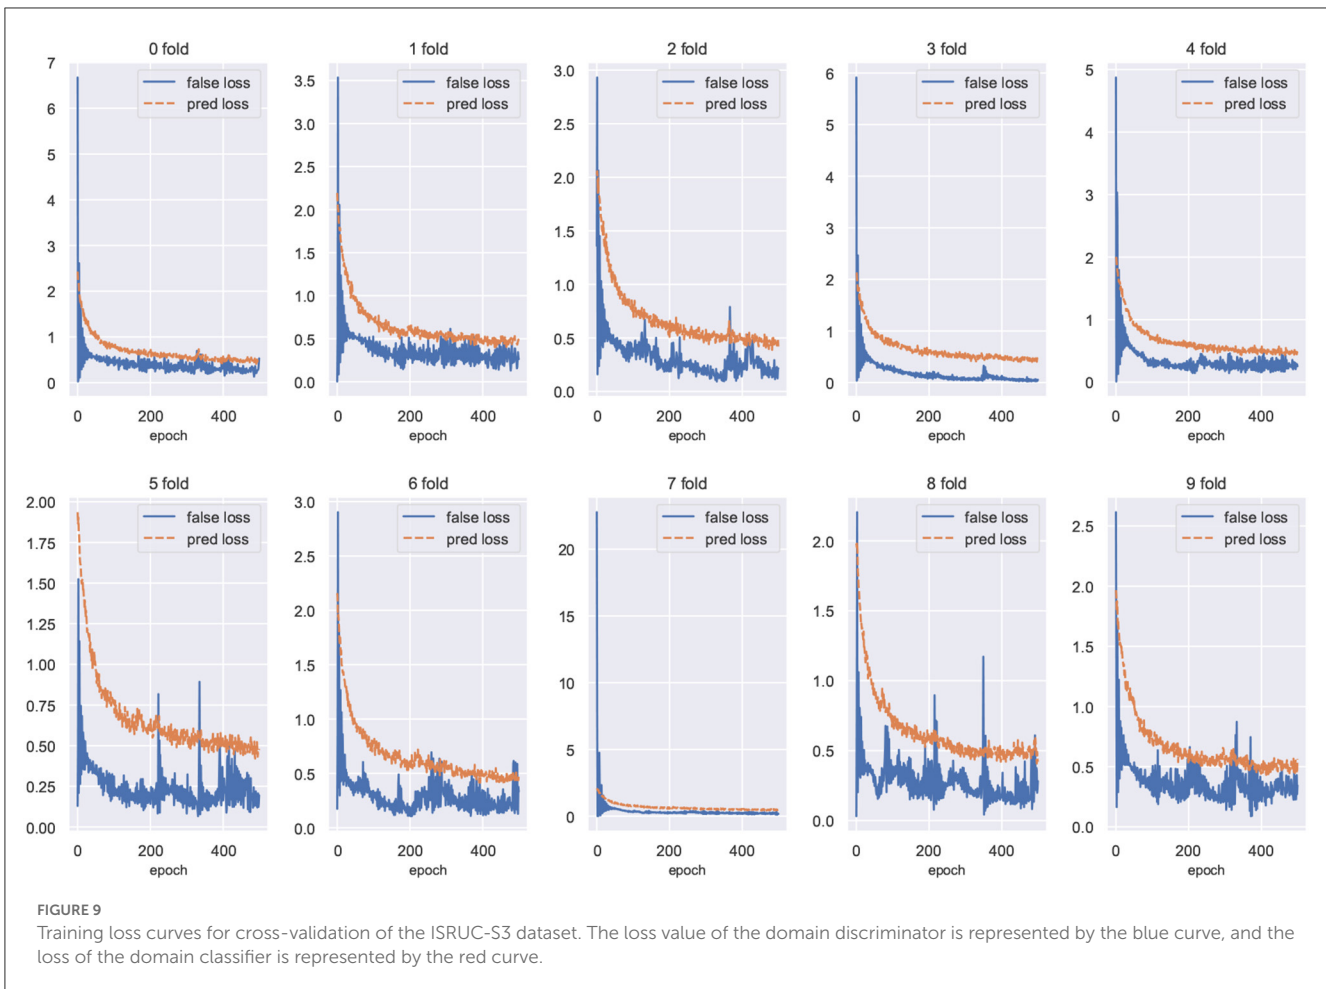 0 fold
7
6
5
4
3
2
1
0
false loss
pred loss
0 200 400
epoch
1 fold
3.5
3.0
2.5
2.0
1.5
1.0
0.5
0.0
false loss
pred loss
0 200 400
epoch
2 fold
3.0
2.5
2.0
1.5
1.0
0.5
0.0
false loss
pred loss
0 200 400
epoch
3 fold
6
5
4
3
2
1
0
false loss
pred loss
0 200 400
epoch
4 fold
5
4
3
2
1
0
false loss
pred loss
0 200 400
epoch
5 fold
2.00
1.75
1.50
1.25
1.00
0.75
0.50
0.25
0.00
false loss
pred loss
0 200 400
epoch
6 fold
3.0
2.5
2.0
1.5
1.0
0.5
0.0
false loss
pred loss
0 200 400
epoch
7 fold
20
15
10
5
0
false loss
pred loss
0 200 400
epoch
8 fold
2.0
1.5
1.0
0.5
0.0
false loss
pred loss
0 200 400
epoch
9 fold
2.5
2.0
1.5
1.0
0.5
0.0
false loss
pred loss
0 200 400
epoch
FIGURE 9
Training loss curves for cross-validation of the ISRUC-S3 dataset. The loss value of the domain discriminator is represented by the blue curve, and the
loss of the domain classifier is represented by the red curve.